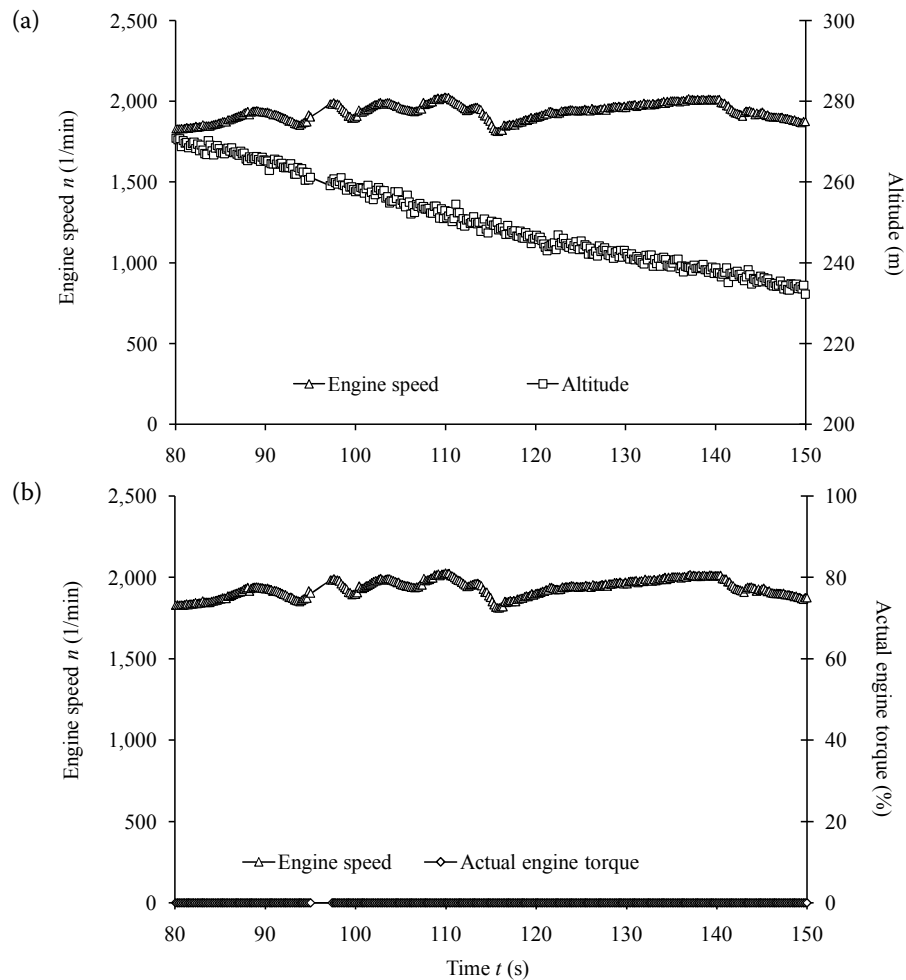 (a)
2,500
2,000
1,500
1,000
500
0
Engine speed n (1/min)
300
280
260
240
220
200
Altitude (m)
Engine speed
Altitude
80 90 100 110 120 130 140 150
(b)
2,500
2,000
1,500
1,000
500
0
Engine speed n (1/min)
100
80
60
40
20
0
Actual engine torque (%)
Engine speed
Actual engine torque
80 90 100 110 120 130 140 150
Time t (s)